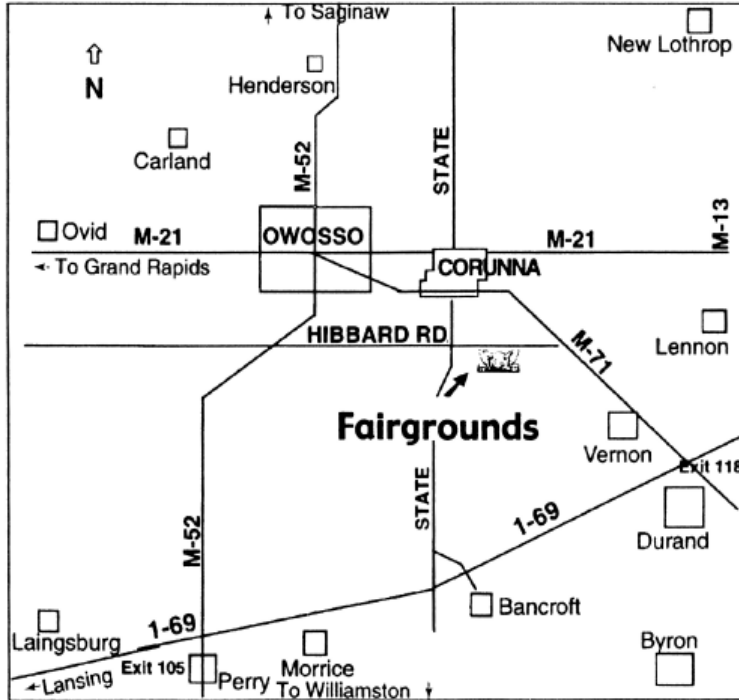 To Saginaw
New Lothrop
N
Henderson
Carland
M-52
STATE
M-13
Ovid
M-21
OWOSSO
M-21
To Grand Rapids
CORUNNA
HIBBARD RD
Lennon
M-71
Fairgrounds
Vernon
Exit 118
M-52
STATE
1-69
Durand
Bancroft
Laingsburg
1-69
Byron
Exit 105
Perry
Morrice
Lansing
To Williamston